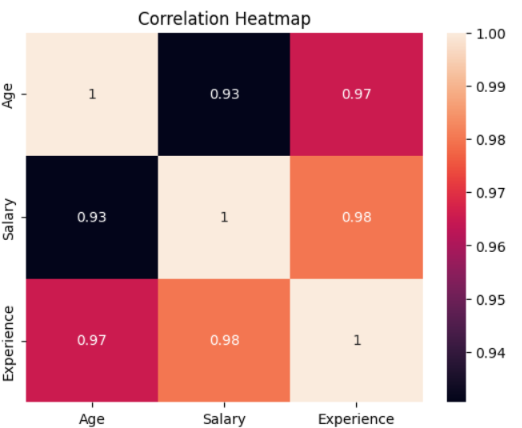 Correlation Heatmap
Age
1
0.93
0.97
Salary
0.93
1
0.98
Experience
0.97
0.98
1
Age
Salary
Experience
1.00
0.99
0.98
0.97
0.96
0.95
0.94